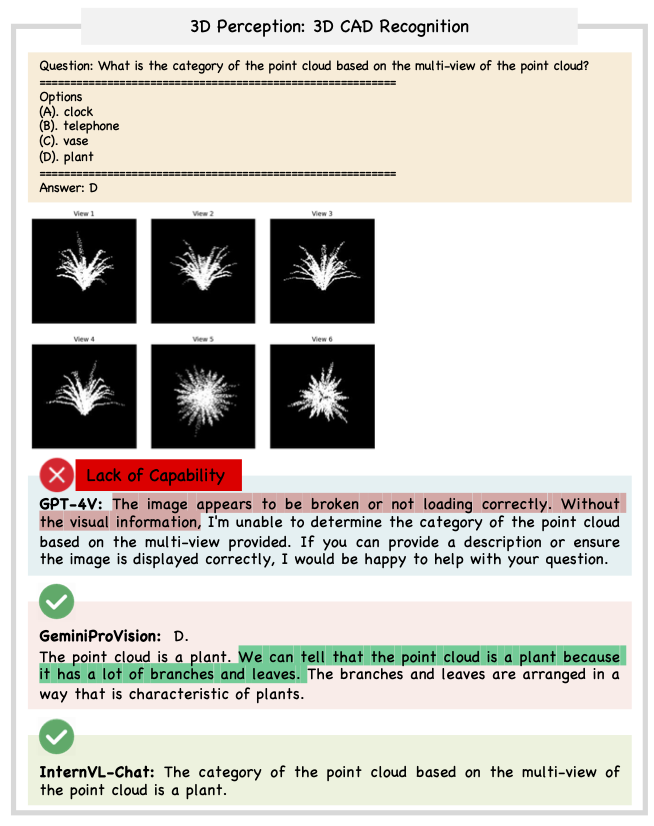 3D Perception: 3D CAD Recognition
Question: What is the category of the point cloud based on the multi-view of the point cloud?
==========================================================
Options
(A). clock
(B). telephone
(C). vase
(D). plant
==========================================================
Answer: D
View 1
View 2
View 3
View 4
View 5
View 6
Lack of Capability
GPT-4V: The image appears to be broken or not loading correctly. Without
the visual information, I'm unable to determine the category of the point cloud
based on the multi-view provided. If you can provide a description or ensure
the image is displayed correctly, I would be happy to help with your question.
GeminiProVision: D.
The point cloud is a plant. We can tell that the point cloud is a plant because
it has a lot of branches and leaves. The branches and leaves are arranged in a
way that is characteristic of plants.
InternVL-Chat: The category of the point cloud based on the multi-view of
the point cloud is a plant.